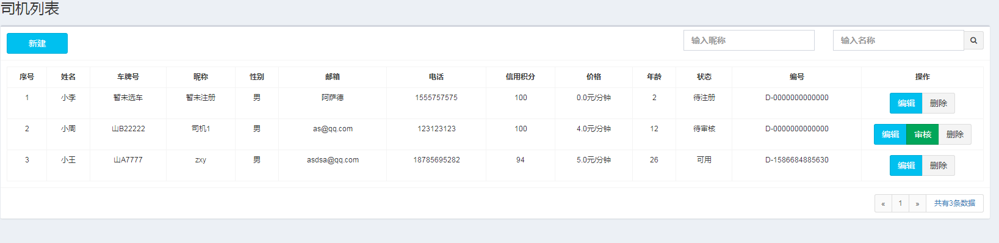 司机列表
新建 输入昵称 输入名称
序号 姓名 车牌号 昵称 性别 邮箱 电话 信用积分 价格 年龄 状态 编号 操作
1 小李 暂未选车 暂未注册 男 阿萨德 1555757575 100 0.0元/分钟 2 待注册 D-0000000000000 编辑 删除
2 小周 山B22222 司机1 男 as@qq.com 123123123 100 4.0元/分钟 12 待审核 D-0000000000000 编辑 审核 删除
3 小王 山A7777 zxy 男 asdsa@qq.com 18785695282 94 5.0元/分钟 26 可用 D-1586684885630 编辑 删除
« 1 » 共有3条数据